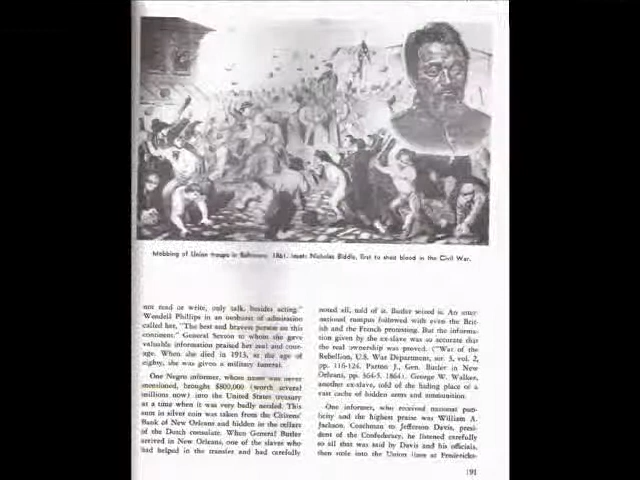 Mobbing of Union troops in Baltimore, 1861. Inset: Nicholas Biddle, first to shed blood in the Civil War.
not read or write, only talk, besides acting."
Wendell Phillips in an outburst of admiration
called her, "The best and bravest person on this
continent." General Sexton to whom she gave
valuable information praised her zeal and cour-
age. When she died in 1913, at the age of
eighty, she was given a military funeral.
One Negro informer, whose name was never
mentioned, brought $800,000 (worth several
millions now) into the United States treasury
at a time when it was very badly needed. This
sum in silver coin was taken from the Citizens'
Bank of New Orleans and hidden in the cellars
of the Dutch consulate. When General Butler
arrived in New Orleans, one of the slaves who
had helped in the transfer and had carefully
noted all, told of it. Butler seized it. An inter-
national rumpus followed with even the Brit-
ish and the French protesting. But the informa-
tion given by the ex-slave was so accurate that
the real ownership was proved. ("War of the
Rebellion, U.S. War Department, ser. 3, vol. 2,
pp. 116-124. Parton J., Gen. Butler in New
Orleans, pp. 364-5. 1864). George W. Walker,
another ex-slave, told of the hiding place of a
vast cache of hidden arms and ammunition.
One informer, who received national pub-
licity and the highest praise was William A.
Jackson. Coachman to Jefferson Davis, presi-
dent of the Confederacy, he listened carefully
to all that was said by Davis and his officials,
then stole into the Union lines at Fredericks-
191